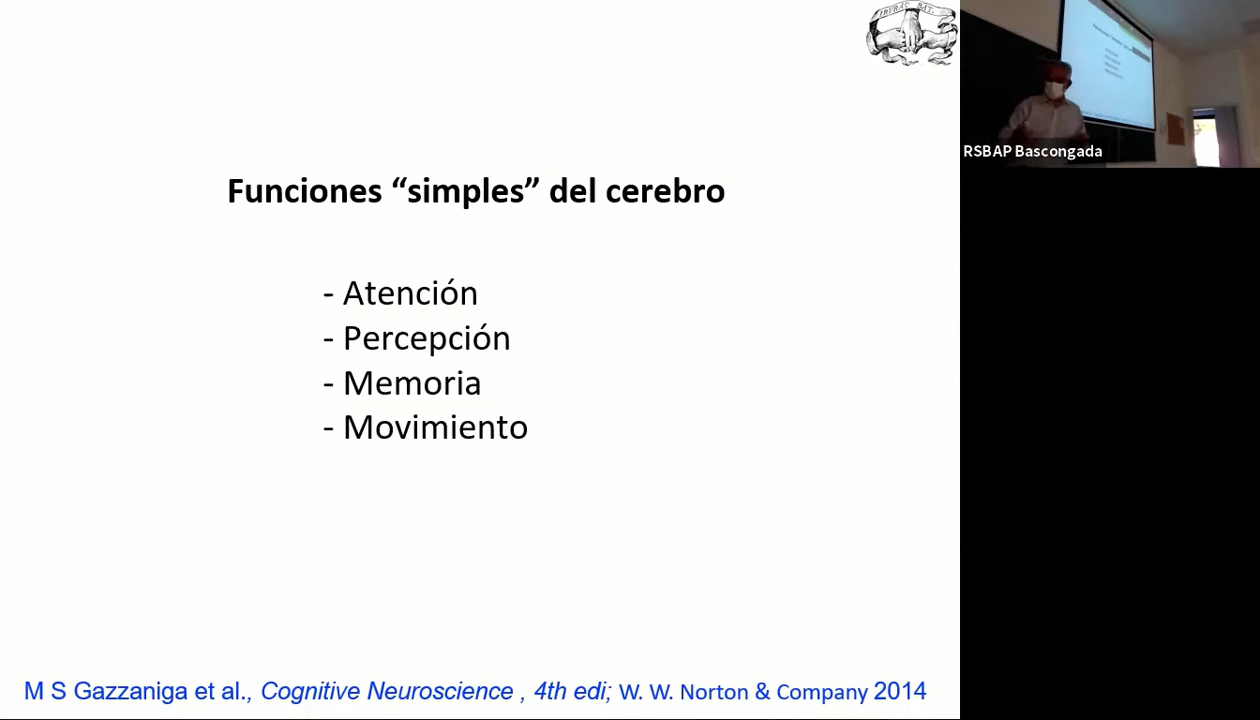 Funciones “simples” del cerebro
- Atención
- Percepción
- Memoria
- Movimiento
M S Gazzaniga et al., Cognitive Neuroscience , 4th edi; W. W. Norton & Company 2014
RSBAP Bascongada